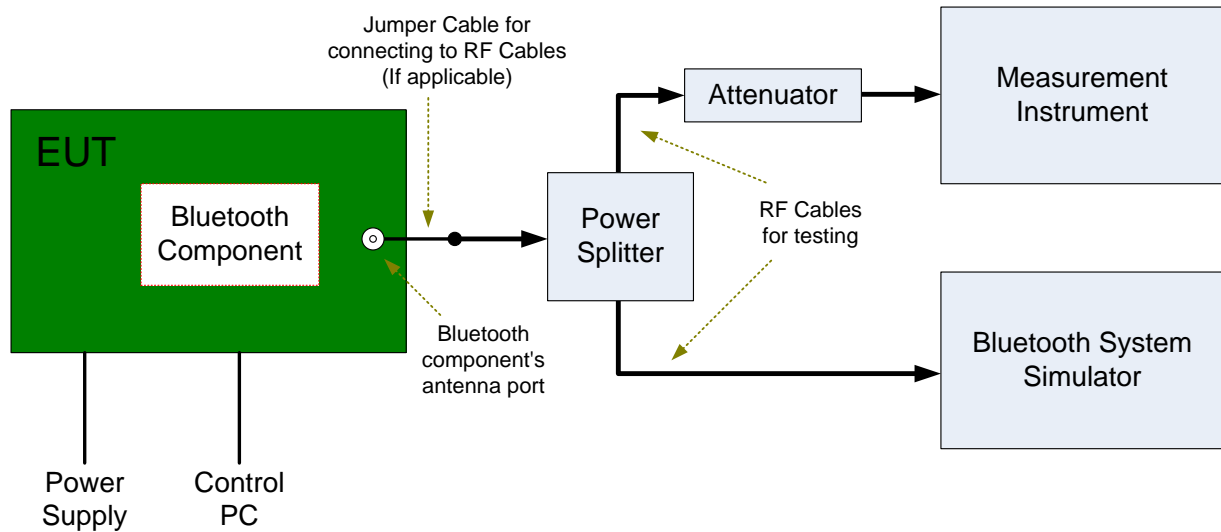 Jumper Cable for
connecting to RF Cables
(If applicable)
EUT
Bluetooth
Component
Bluetooth
component's
antenna port
Power
Supply
Control
PC
Power
Splitter
Attenuator
RF Cables
for testing
Measurement
Instrument
Bluetooth System
Simulator